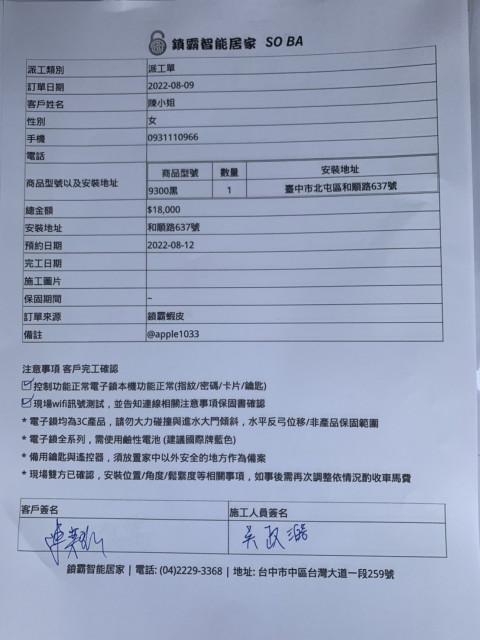 鎖霸智能居家 SO BA
派工類別 派工單
訂單日期 2022-08-09
客戶姓名 陳小姐
性別 女
手機 0931110966
電話
商品型號以及安裝地址
商品型號 數量 安裝地址
9300黑 1 臺中市北屯區和順路637號
總金額 $18,000
安裝地址 和順路637號
預約日期 2022-08-12
完工日期
施工圖片
保固期間 –
訂單來源 鎖霸蝦皮
備註 @apple1033
注意事項 客戶完工確認
控制功能正常電子鎖本機功能正常(指紋/密碼/卡片/鑰匙)
現場wifi訊號測試，並告知連線相關注意事項保固書確認
* 電子鎖均為3C產品，請勿大力碰撞與進水大門傾斜，水平反弓位移/非產品保固範圍
* 電子鎖全系列，需使用鹼性電池 (建議國際牌藍色)
* 備用鑰匙與遙控器，須放置家中以外安全的地方作為備案
* 現場雙方已確認，安裝位置/角度/鬆緊度等相關事項，如事後需再次調整依情況酌收車馬費
客戶簽名 施工人員簽名
吳政
鎖霸智能居家 | 電話: (04)2229-3368 | 地址: 台中市中區台灣大道一段259號